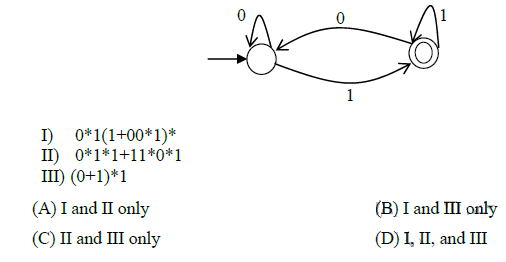 0 0 1
1
I) 0*1(1+00*1)*
II) 0*1*1+11*0*1
III) (0+1)*1
(A) I and II only (B) I and III only
(C) II and III only (D) I, II, and III